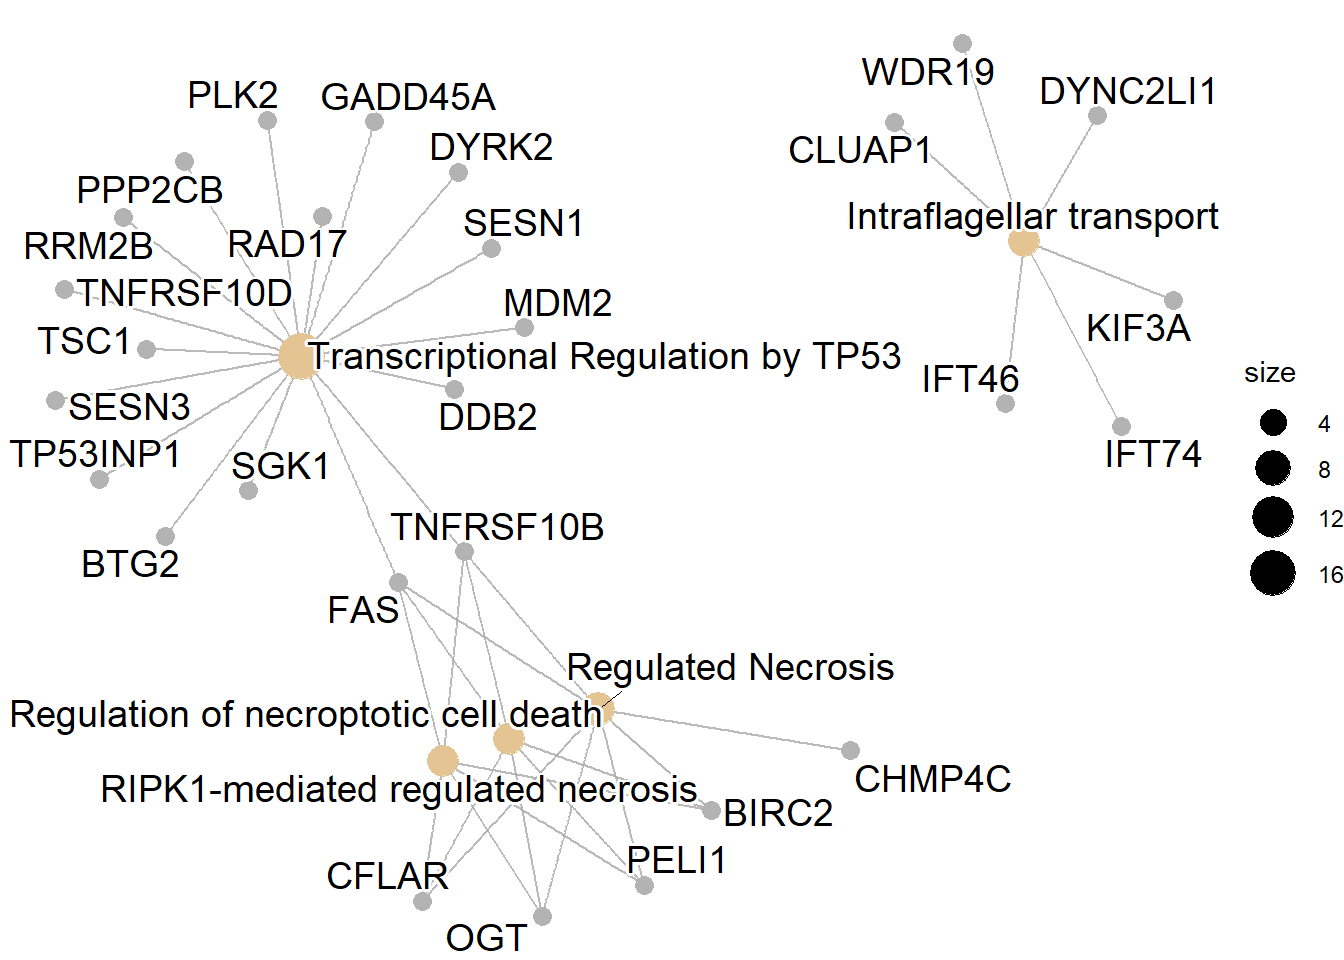 WDR19
PLK2
GADD45A
DYNC2LI1
DYRK2
CLUAP1
PPP2CB
SESN1
Intraflagellar transport
RRM2B
RAD17
TNFRSF10D
MDM2
KIF3A
TSC1
Transcriptional Regulation by TP53
size
IFT46
SESN3
DDB2
4
TP53INP1
SGK1
IFT74
8
12
TNFRSF10B
BTG2
16
FAS
Regulated Necrosis
Regulation of necroptotic cell death
CHMP4C
RIPK1-mediated regulated necrosis
BIRC2
PELI1
CFLAR
OGT